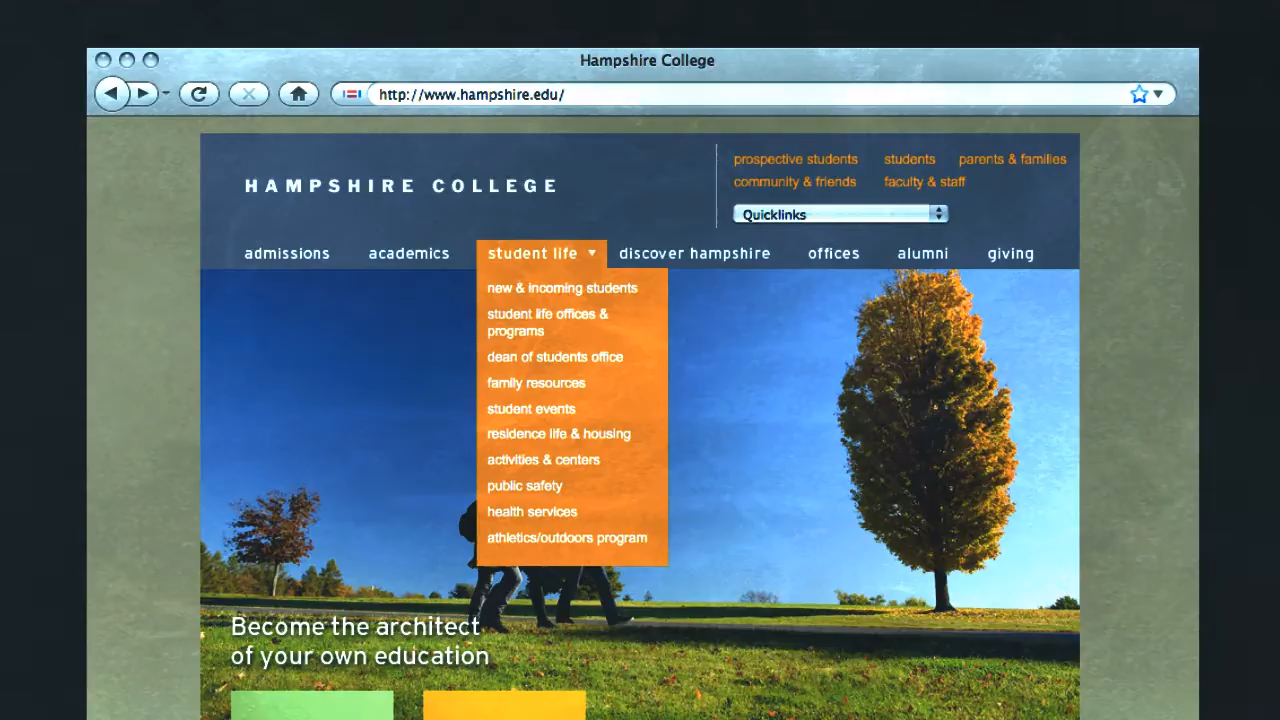 Hampshire College
http://www.hampshire.edu/
HAMPSHIRE COLLEGE
prospective students students parents & families
community & friends faculty & staff
Quicklinks
admissions academics student life discover hampshire offices alumni giving
new & incoming students
student life offices &
programs
dean of students office
family resources
student events
residence life & housing
activities & centers
public safety
health services
athletics/outdoors program
Become the architect
of your own education